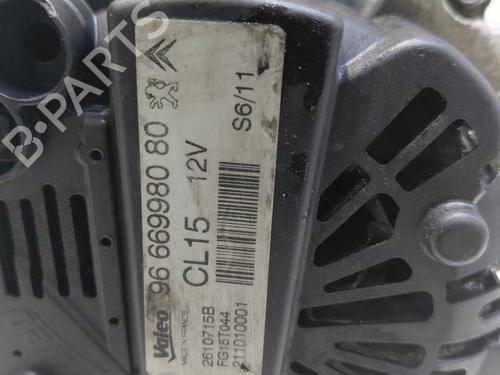 Valeo
MADE IN FRANCE
96 669980 80
CL15 12V
S6/11
2610715B
FG15T044
211010001
B-PARTS